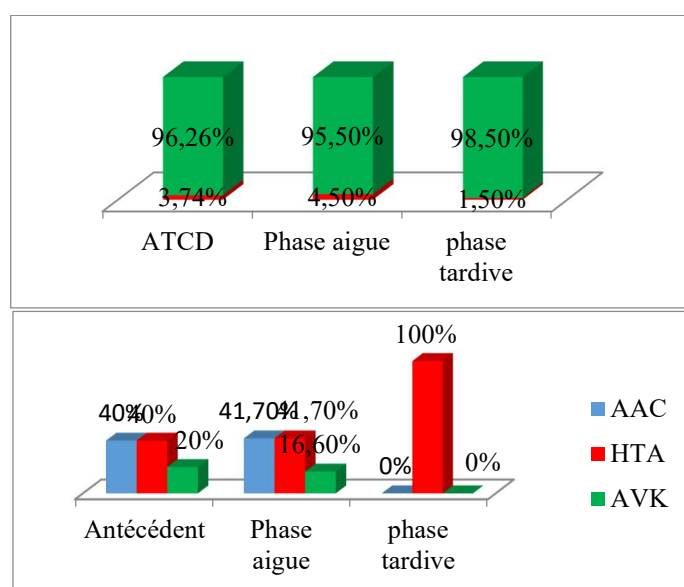 96,26% 95,50% 98,50%
3,74% 4,50% 1,50%
ATCD Phase aigue phase
tardive
100%
40% 40% 41,70% 41,70%
20% 16,60% 0% 0%
AAC
HTA
AVK
Antécédent Phase phase
aigue tardive